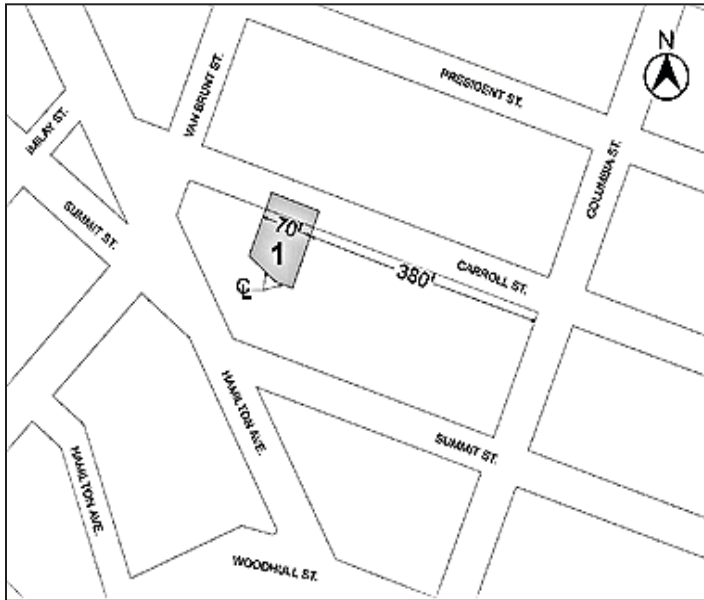 N
PRESIDENT ST.
VAN BRUNT ST.
IMLAY ST.
COLUMBIA ST.
SUMMIT ST.
70'
1
CARROLL ST.
380'
℄
HAMILTON AVE.
SUMMIT ST.
HAMILTON AVE.
WOODHULL ST.